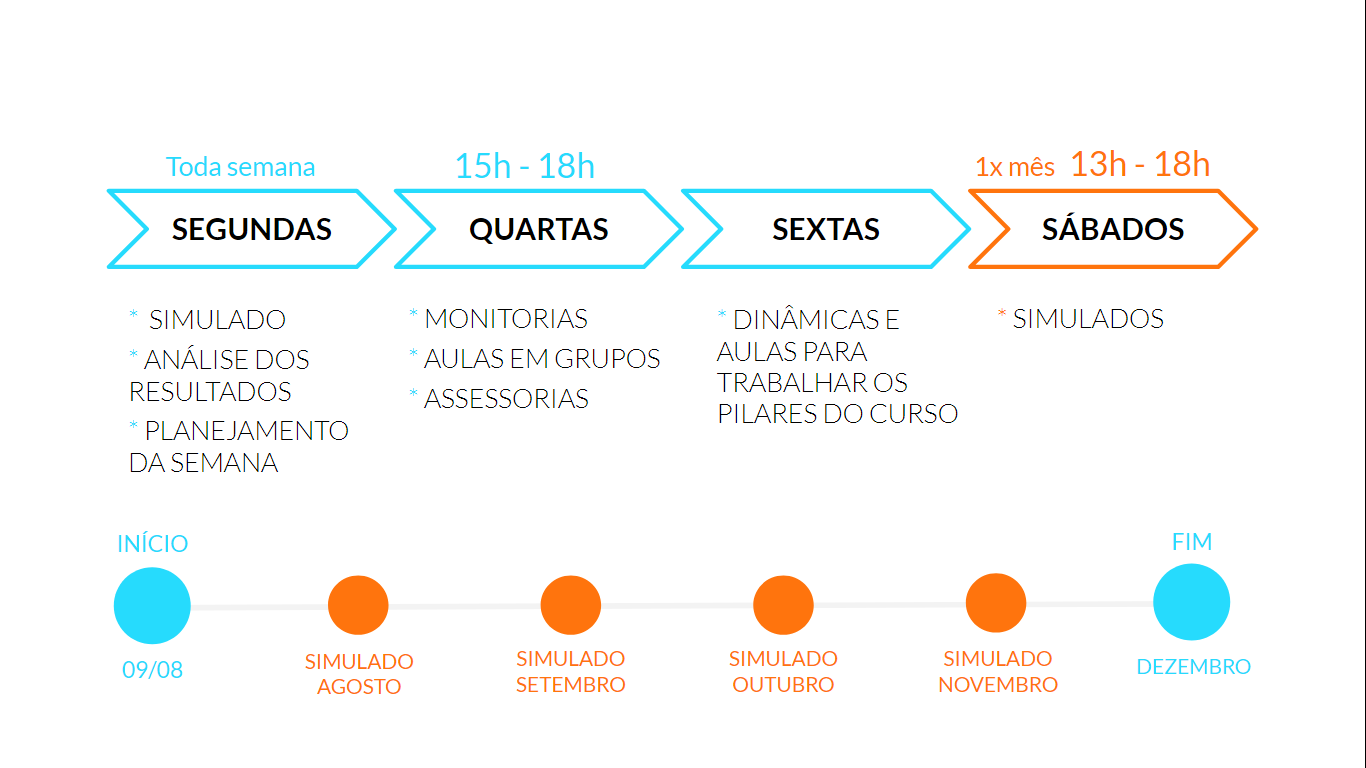 Toda semana
15h - 18h
1x mês 13h - 18h
SEGUNDAS
QUARTAS
SEXTAS
SÁBADOS
* SIMULADO
* ANÁLISE DOS
RESULTADOS
* PLANEJAMENTO
DA SEMANA
* MONITORIAS
* AULAS EM GRUPOS
* ASSESSORIAS
* DINÂMICAS E
AULAS PARA
TRABALHAR OS
PILARES DO CURSO
* SIMULADOS
INÍCIO
09/08
SIMULADO
AGOSTO
SIMULADO
SETEMBRO
SIMULADO
OUTUBRO
SIMULADO
NOVEMBRO
FIM
DEZEMBRO